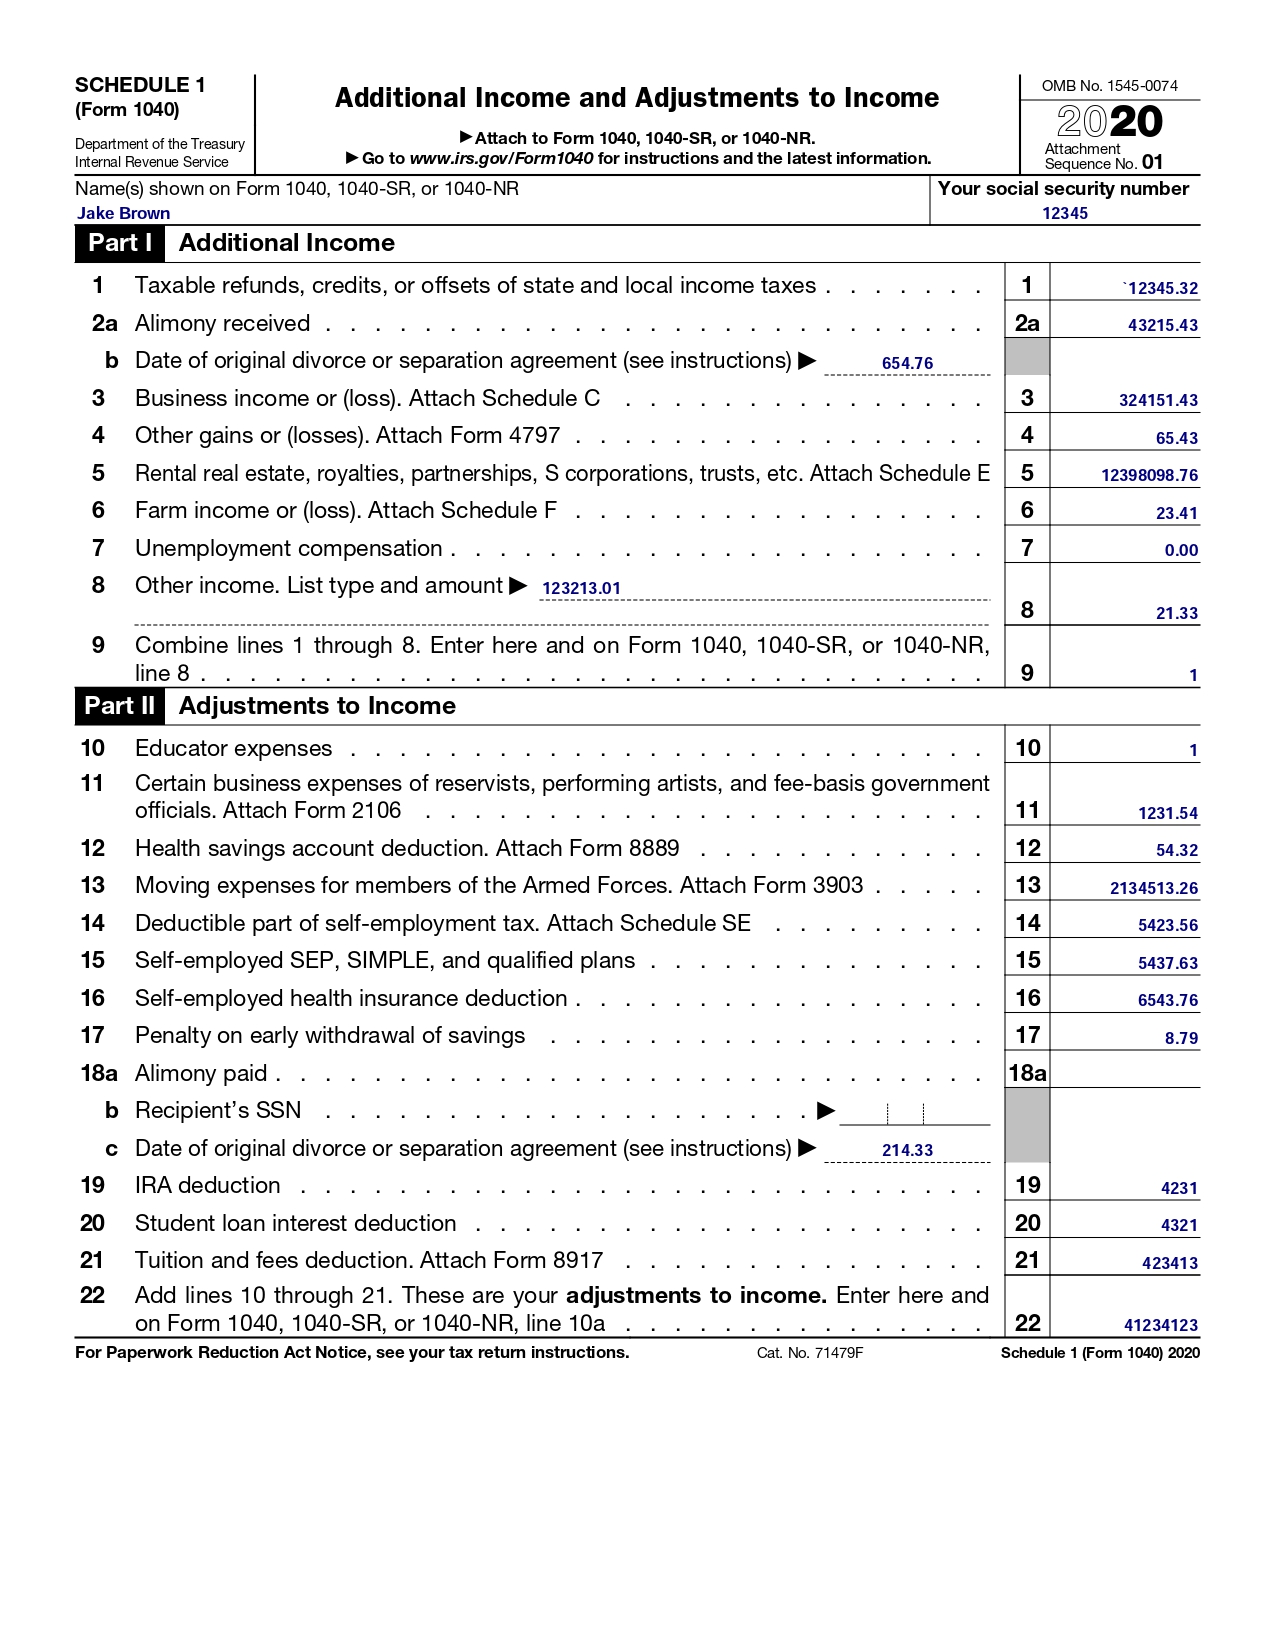 SCHEDULE 1
(Form 1040)
Department of the Treasury
Internal Revenue Service
Additional Income and Adjustments to Income
▶ Attach to Form 1040, 1040-SR, or 1040-NR.
▶ Go to www.irs.gov/Form1040 for instructions and the latest information.
OMB No. 1545-0074
2020
Attachment
Sequence No. 01
Name(s) shown on Form 1040, 1040-SR, or 1040-NR
Jake Brown
Your social security number
12345
Part I Additional Income
1 Taxable refunds, credits, or offsets of state and local income taxes . . . . . . . 1 `12345.32
2a Alimony received . . . . . . . . . . . . . . . . . . . . . . . . . . . 2a 43215.43
b Date of original divorce or separation agreement (see instructions) ▶ 654.76
3 Business income or (loss). Attach Schedule C . . . . . . . . . . . . . . . 3 324151.43
4 Other gains or (losses). Attach Form 4797 . . . . . . . . . . . . . . . . . 4 65.43
5 Rental real estate, royalties, partnerships, S corporations, trusts, etc. Attach Schedule E 5 12398098.76
6 Farm income or (loss). Attach Schedule F . . . . . . . . . . . . . . . . . 6 23.41
7 Unemployment compensation . . . . . . . . . . . . . . . . . . . . . . 7 0.00
8 Other income. List type and amount ▶ 123213.01
8 21.33
9 Combine lines 1 through 8. Enter here and on Form 1040, 1040-SR, or 1040-NR,
line 8 . . . . . . . . . . . . . . . . . . . . . . . . . . . . . . . . 9 1
Part II Adjustments to Income
10 Educator expenses . . . . . . . . . . . . . . . . . . . . . . . . . . 10 1
11 Certain business expenses of reservists, performing artists, and fee-basis government
officials. Attach Form 2106 . . . . . . . . . . . . . . . . . . . . . . . 11 1231.54
12 Health savings account deduction. Attach Form 8889 . . . . . . . . . . . . 12 54.32
13 Moving expenses for members of the Armed Forces. Attach Form 3903 . . . . . 13 2134513.26
14 Deductible part of self-employment tax. Attach Schedule SE . . . . . . . . . 14 5423.56
15 Self-employed SEP, SIMPLE, and qualified plans . . . . . . . . . . . . . . 15 5437.63
16 Self-employed health insurance deduction . . . . . . . . . . . . . . . . . 16 6543.76
17 Penalty on early withdrawal of savings . . . . . . . . . . . . . . . . . . 17 8.79
18a Alimony paid . . . . . . . . . . . . . . . . . . . . . . . . . . . . . 18a
b Recipient's SSN . . . . . . . . . . . . . . . . . . . . ▶
c Date of original divorce or separation agreement (see instructions) ▶ 214.33
19 IRA deduction . . . . . . . . . . . . . . . . . . . . . . . . . . . . 19 4231
20 Student loan interest deduction . . . . . . . . . . . . . . . . . . . . . 20 4321
21 Tuition and fees deduction. Attach Form 8917 . . . . . . . . . . . . . . . 21 423413
22 Add lines 10 through 21. These are your adjustments to income. Enter here and
on Form 1040, 1040-SR, or 1040-NR, line 10a . . . . . . . . . . . . . . . 22 41234123
For Paperwork Reduction Act Notice, see your tax return instructions. Cat. No. 71479F Schedule 1 (Form 1040) 2020